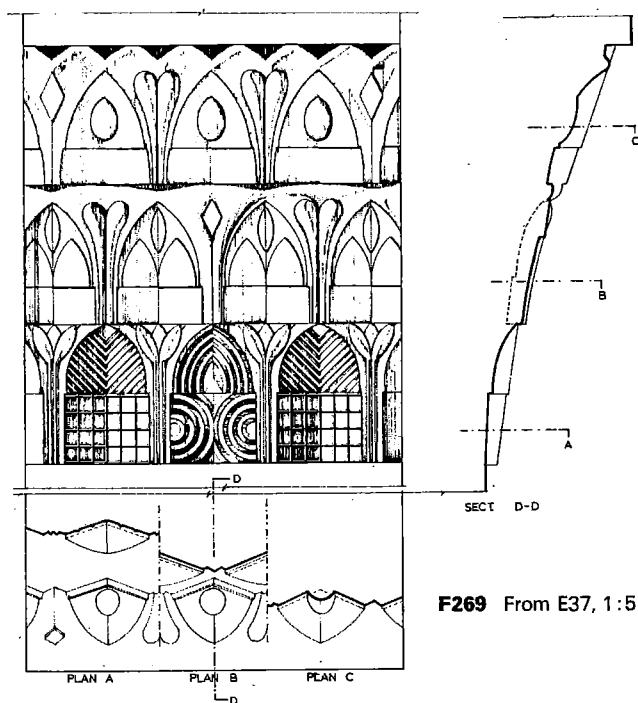 C
B
A
SECT. D-D
D
F269 From E37, 1:5
PLAN A PLAN B PLAN C
D